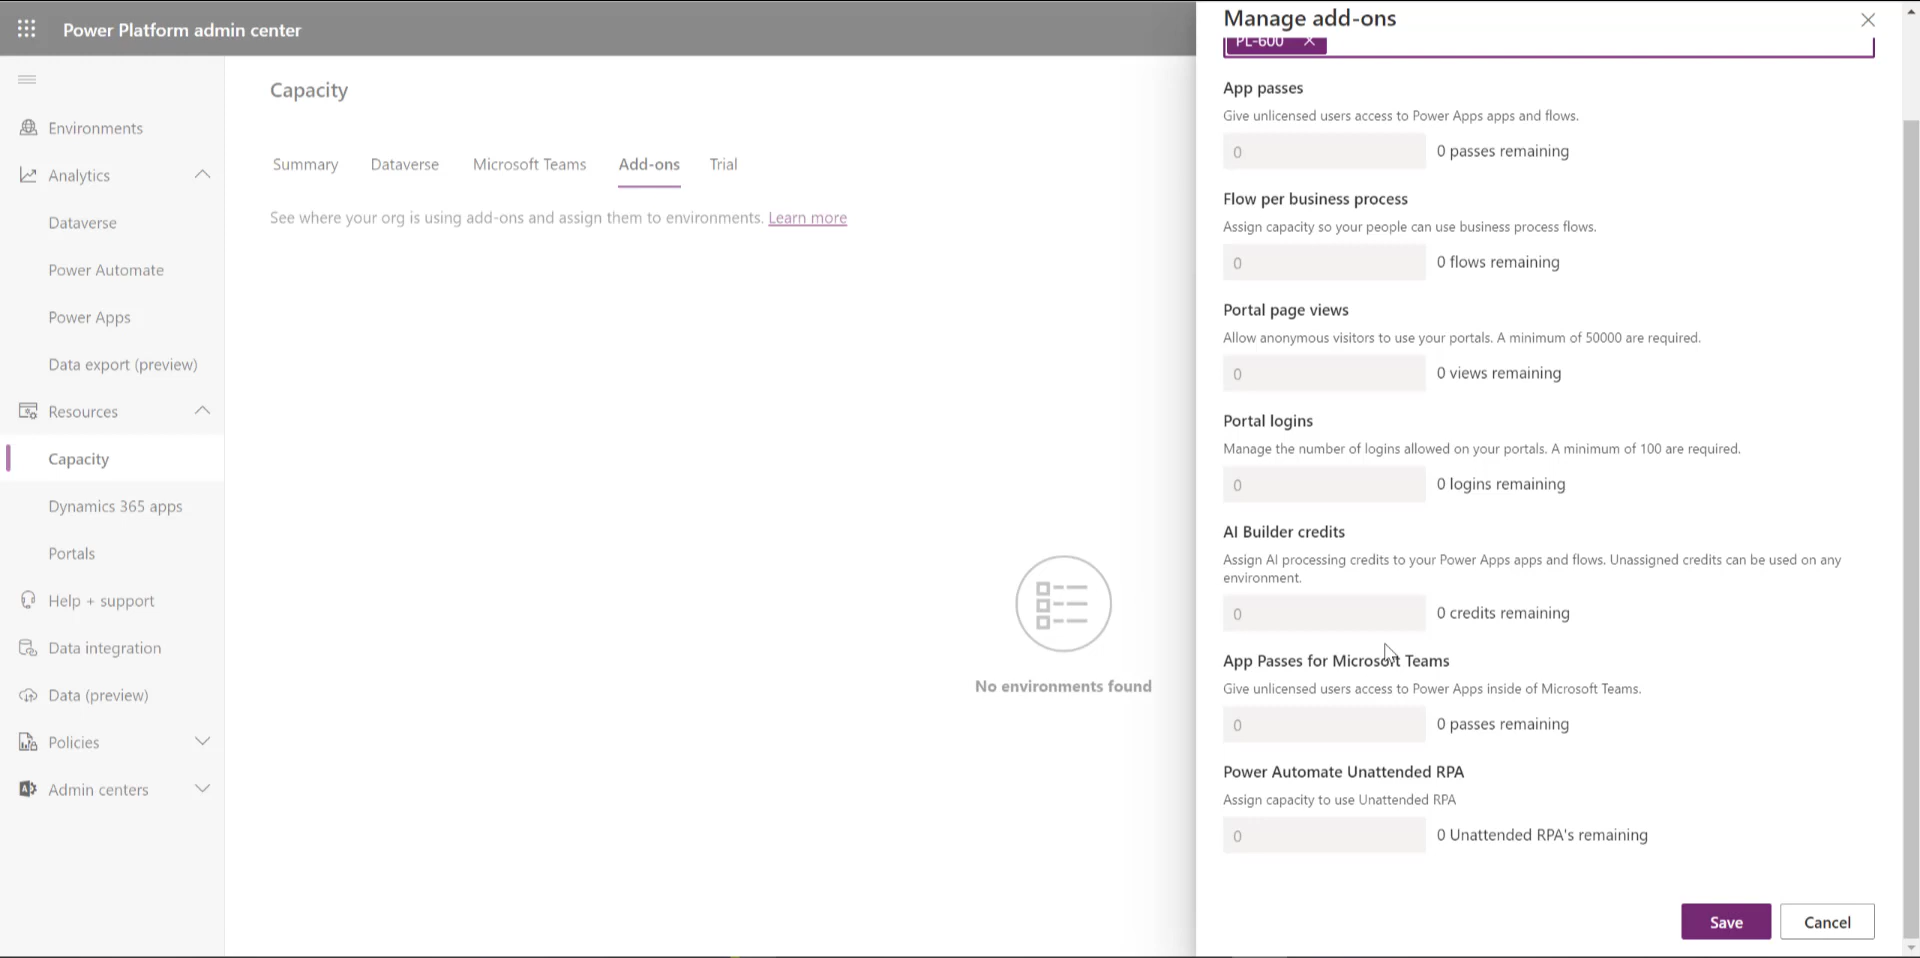 Power Platform admin center
Environments
Analytics
Dataverse
Power Automate
Power Apps
Data export (preview)
Resources
Capacity
Dynamics 365 apps
Portals
Help + support
Data integration
Data (preview)
Policies
Admin centers
Capacity
Summary
Dataverse
Microsoft Teams
Add-ons
Trial
See where your org is using add-ons and assign them to environments. Learn more
No environments found
Manage add-ons
PL-600
App passes
Give unlicensed users access to Power Apps apps and flows.
0
0 passes remaining
Flow per business process
Assign capacity so your people can use business process flows.
0
0 flows remaining
Portal page views
Allow anonymous visitors to use your portals. A minimum of 50000 are required.
0
0 views remaining
Portal logins
Manage the number of logins allowed on your portals. A minimum of 100 are required.
0
0 logins remaining
AI Builder credits
Assign AI processing credits to your Power Apps apps and flows. Unassigned credits can be used on any
environment.
0
0 credits remaining
App Passes for Microsoft Teams
Give unlicensed users access to Power Apps inside of Microsoft Teams.
0
0 passes remaining
Power Automate Unattended RPA
Assign capacity to use Unattended RPA
0
0 Unattended RPA's remaining
Save
Cancel